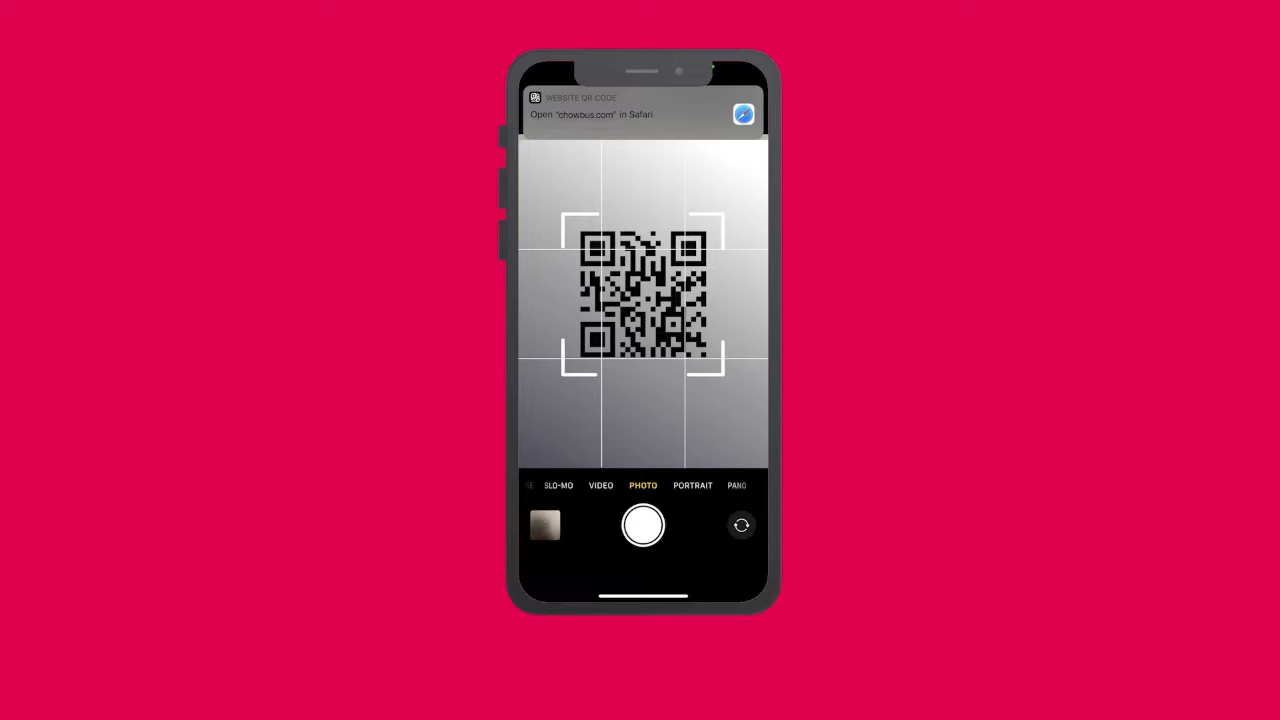 WEBSITE QR CODE
Open "chowbus.com" in Safari
SLO-MO VIDEO PHOTO PORTRAIT PANO